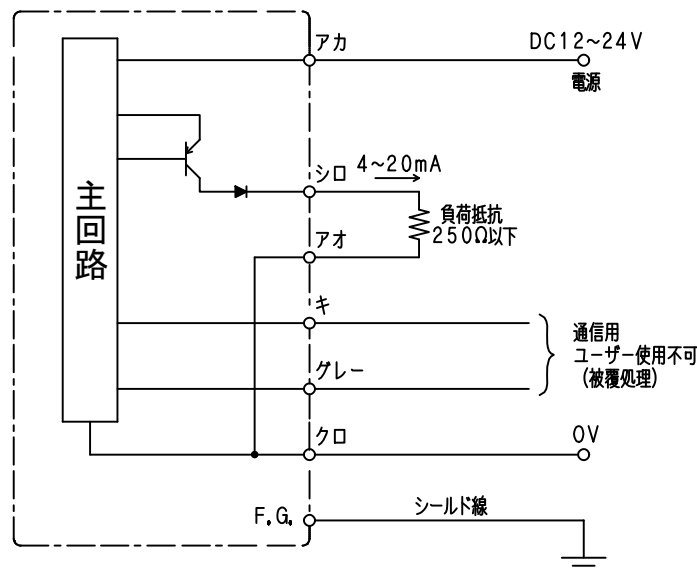 アカ
DC12~24V
電源
シロ
4~20mA
負荷抵抗
250Ω以下
アオ
主回路
キ
通信用
ユーザー使用不可
(被覆処理)
グレー
クロ
0V
F.G.
シールド線